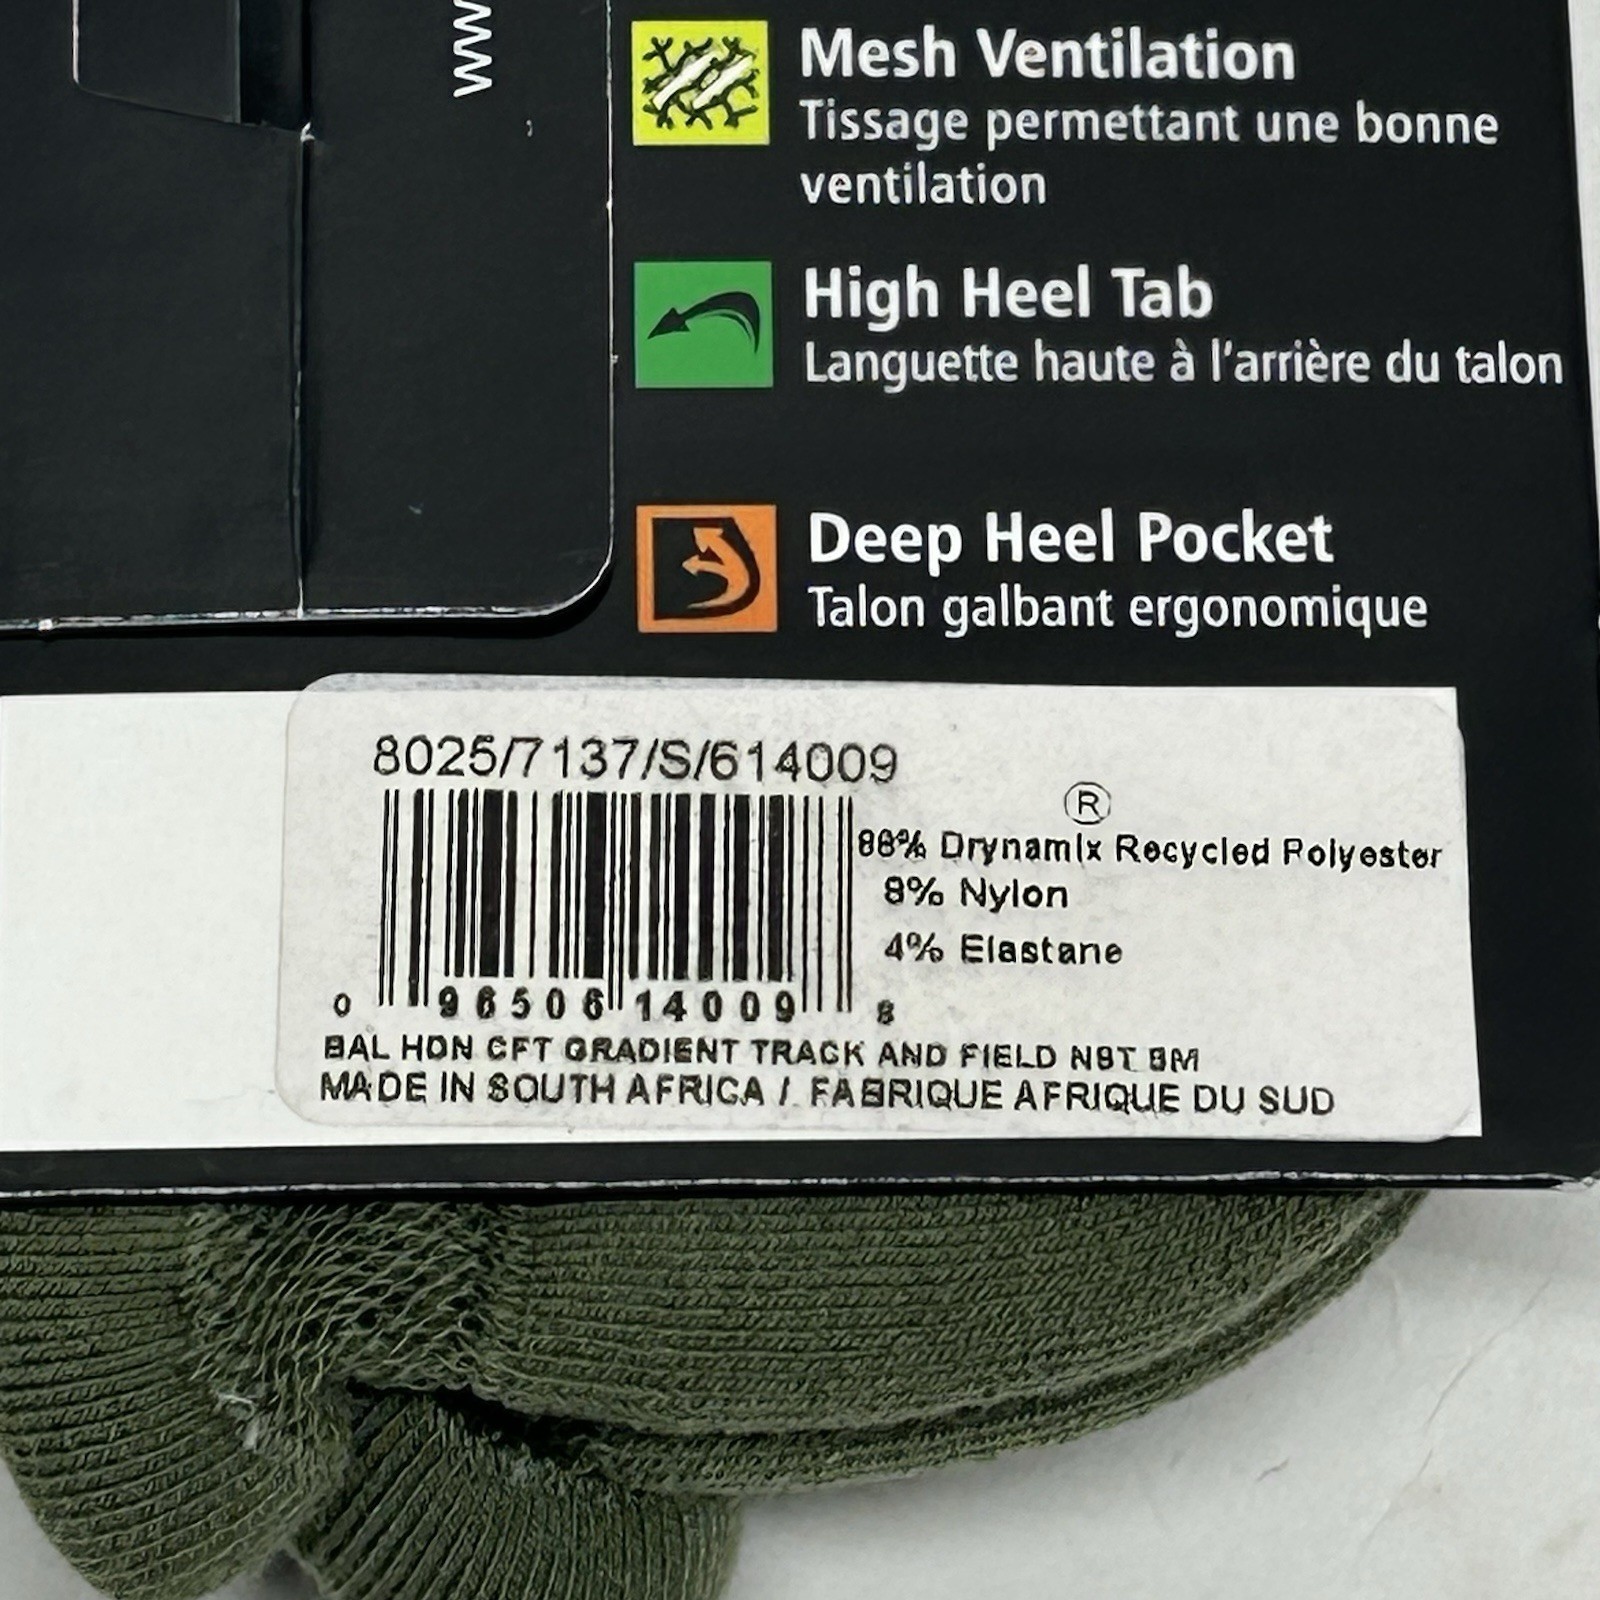 www
Mesh Ventilation
Tissage permettant une bonne
ventilation
High Heel Tab
Languette haute à l'arrière du talon
Deep Heel Pocket
Talon galbant ergonomique
8025/7137/S/614009
®
88% Drynamix Recycled Polyester
8% Nylon
4% Elastane
0 96506 14009 8
BAL HDN CFT GRADIENT TRACK AND FIELD NST SM
MADE IN SOUTH AFRICA / FABRIQUE AFRIQUE DU SUD